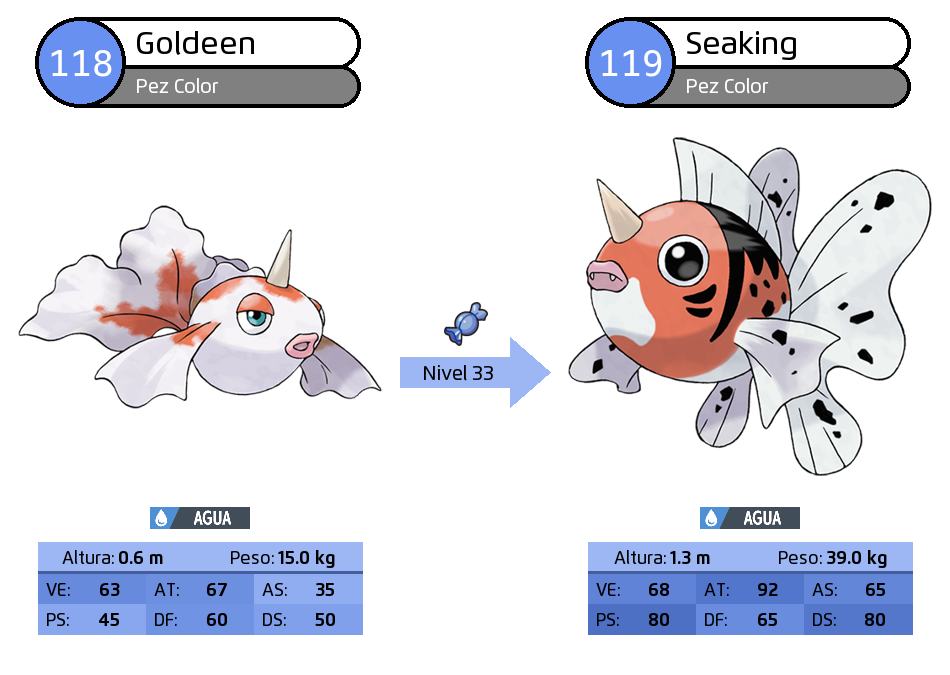 118 Goldeen
Pez Color
119 Seaking
Pez Color
Nivel 33
AGUA
Altura: 0.6 m Peso: 15.0 kg
VE: 63 AT: 67 AS: 35
PS: 45 DF: 60 DS: 50
AGUA
Altura: 1.3 m Peso: 39.0 kg
VE: 68 AT: 92 AS: 65
PS: 80 DF: 65 DS: 80